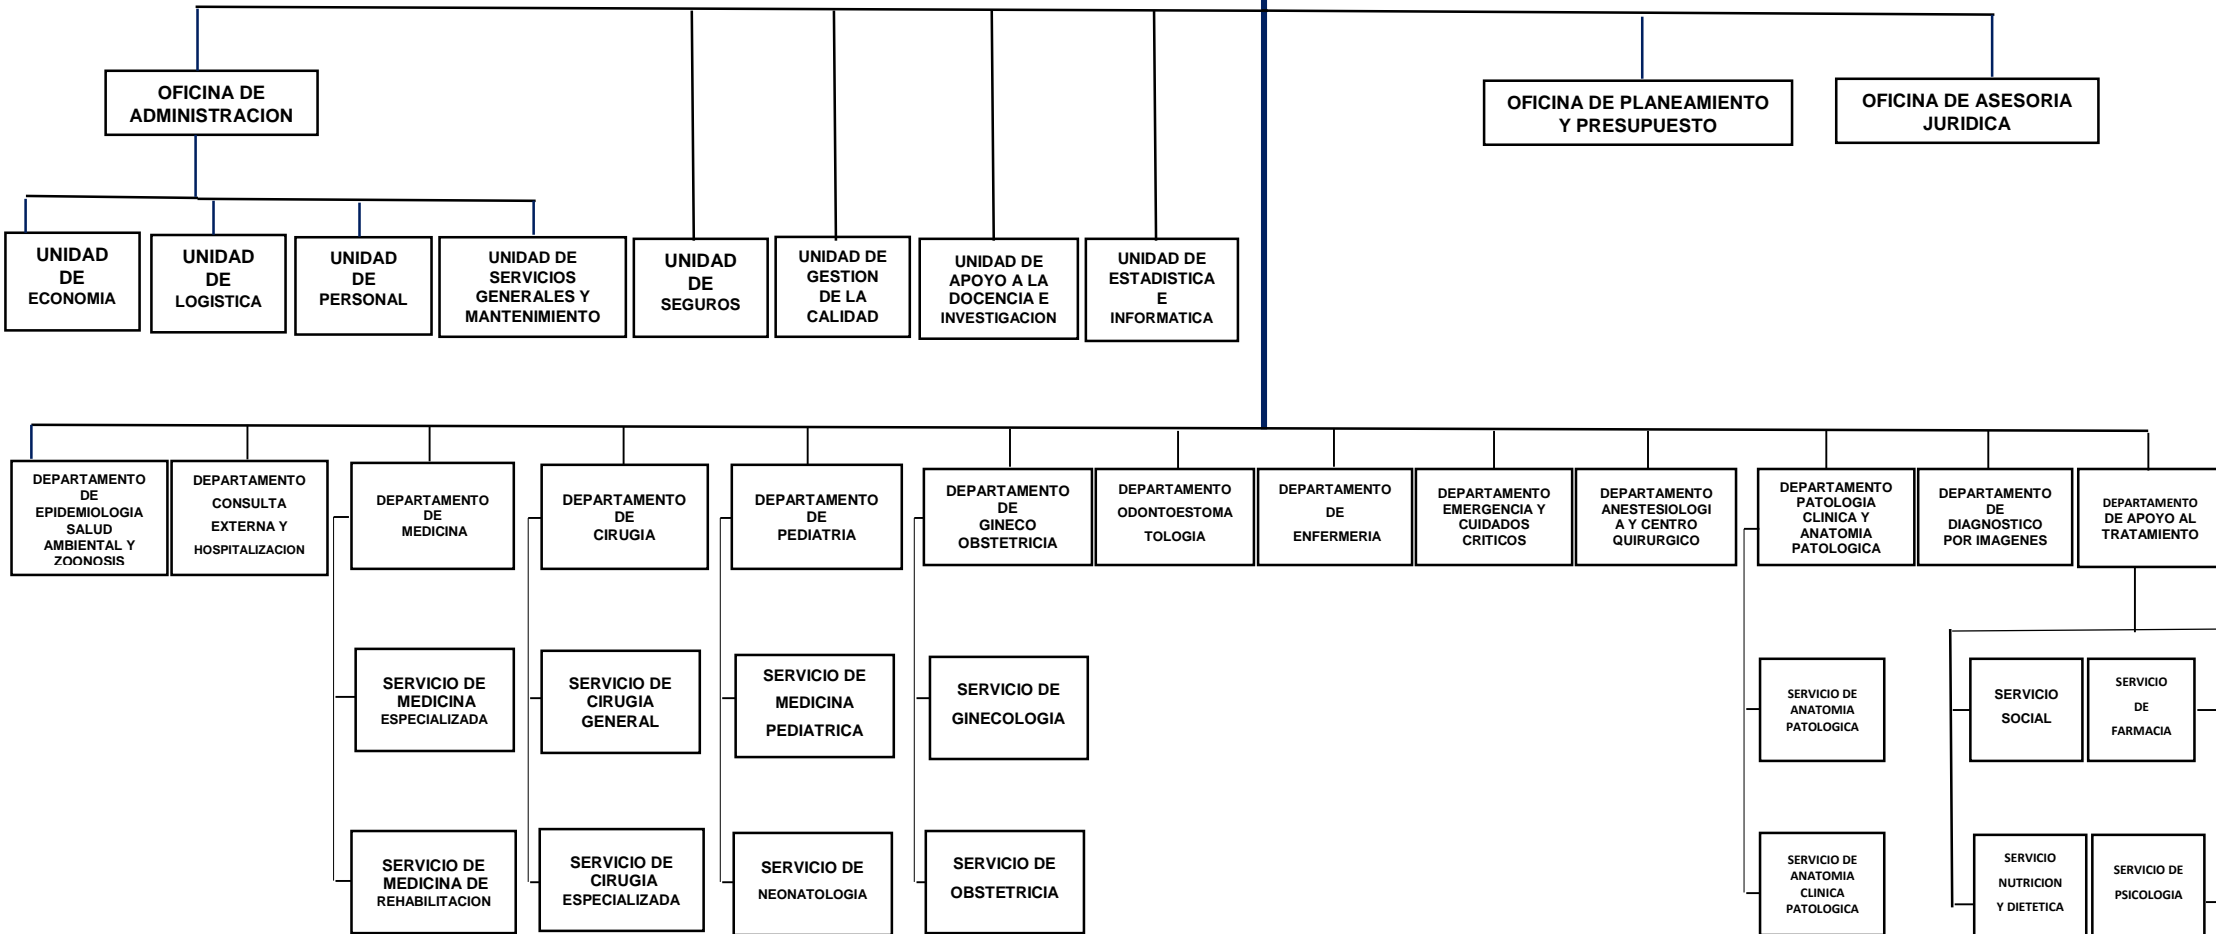 OFICINA DE
ADMINISTRACION
OFICINA DE PLANEAMIENTO
Y PRESUPUESTO
OFICINA DE ASESORIA
JURIDICA
UNIDAD
DE
ECONOMIA
UNIDAD
DE
LOGISTICA
UNIDAD
DE
PERSONAL
UNIDAD DE
SERVICIOS
GENERALES Y
MANTENIMIENTO
UNIDAD
DE
SEGUROS
UNIDAD DE
GESTION
DE LA
CALIDAD
UNIDAD DE
APOYO A LA
DOCENCIA E
INVESTIGACION
UNIDAD DE
ESTADISTICA
E
INFORMATICA
DEPARTAMENTO
DE
EPIDEMIOLOGIA
SALUD
AMBIENTAL Y
ZOONOSIS
DEPARTAMENTO
CONSULTA
EXTERNA Y
HOSPITALIZACION
DEPARTAMENTO
DE
MEDICINA
DEPARTAMENTO
DE
CIRUGIA
DEPARTAMENTO
DE
PEDIATRIA
DEPARTAMENTO
DE
GINECO
OBSTETRICIA
DEPARTAMENTO
ODONTOESTOMA
TOLOGIA
DEPARTAMENTO
DE
ENFERMERIA
DEPARTAMENTO
EMERGENCIA Y
CUIDADOS
CRITICOS
DEPARTAMENTO
ANESTESIOLOGI
A Y CENTRO
QUIRURGICO
DEPARTAMENTO
PATOLOGIA
CLINICA Y
ANATOMIA
PATOLOGICA
DEPARTAMENTO
DE
DIAGNOSTICO
POR IMAGENES
DEPARTAMENTO
DE APOYO AL
TRATAMIENTO
SERVICIO DE
MEDICINA
ESPECIALIZADA
SERVICIO DE
CIRUGIA
GENERAL
SERVICIO DE
MEDICINA
PEDIATRICA
SERVICIO DE
GINECOLOGIA
SERVICIO DE
ANATOMIA
PATOLOGICA
SERVICIO
SOCIAL
SERVICIO
DE
FARMACIA
SERVICIO DE
MEDICINA DE
REHABILITACION
SERVICIO DE
CIRUGIA
ESPECIALIZADA
SERVICIO DE
NEONATOLOGIA
SERVICIO DE
OBSTETRICIA
SERVICIO DE
ANATOMIA
CLINICA
PATOLOGICA
SERVICIO
NUTRICION
Y DIETETICA
SERVICIO DE
PSICOLOGIA